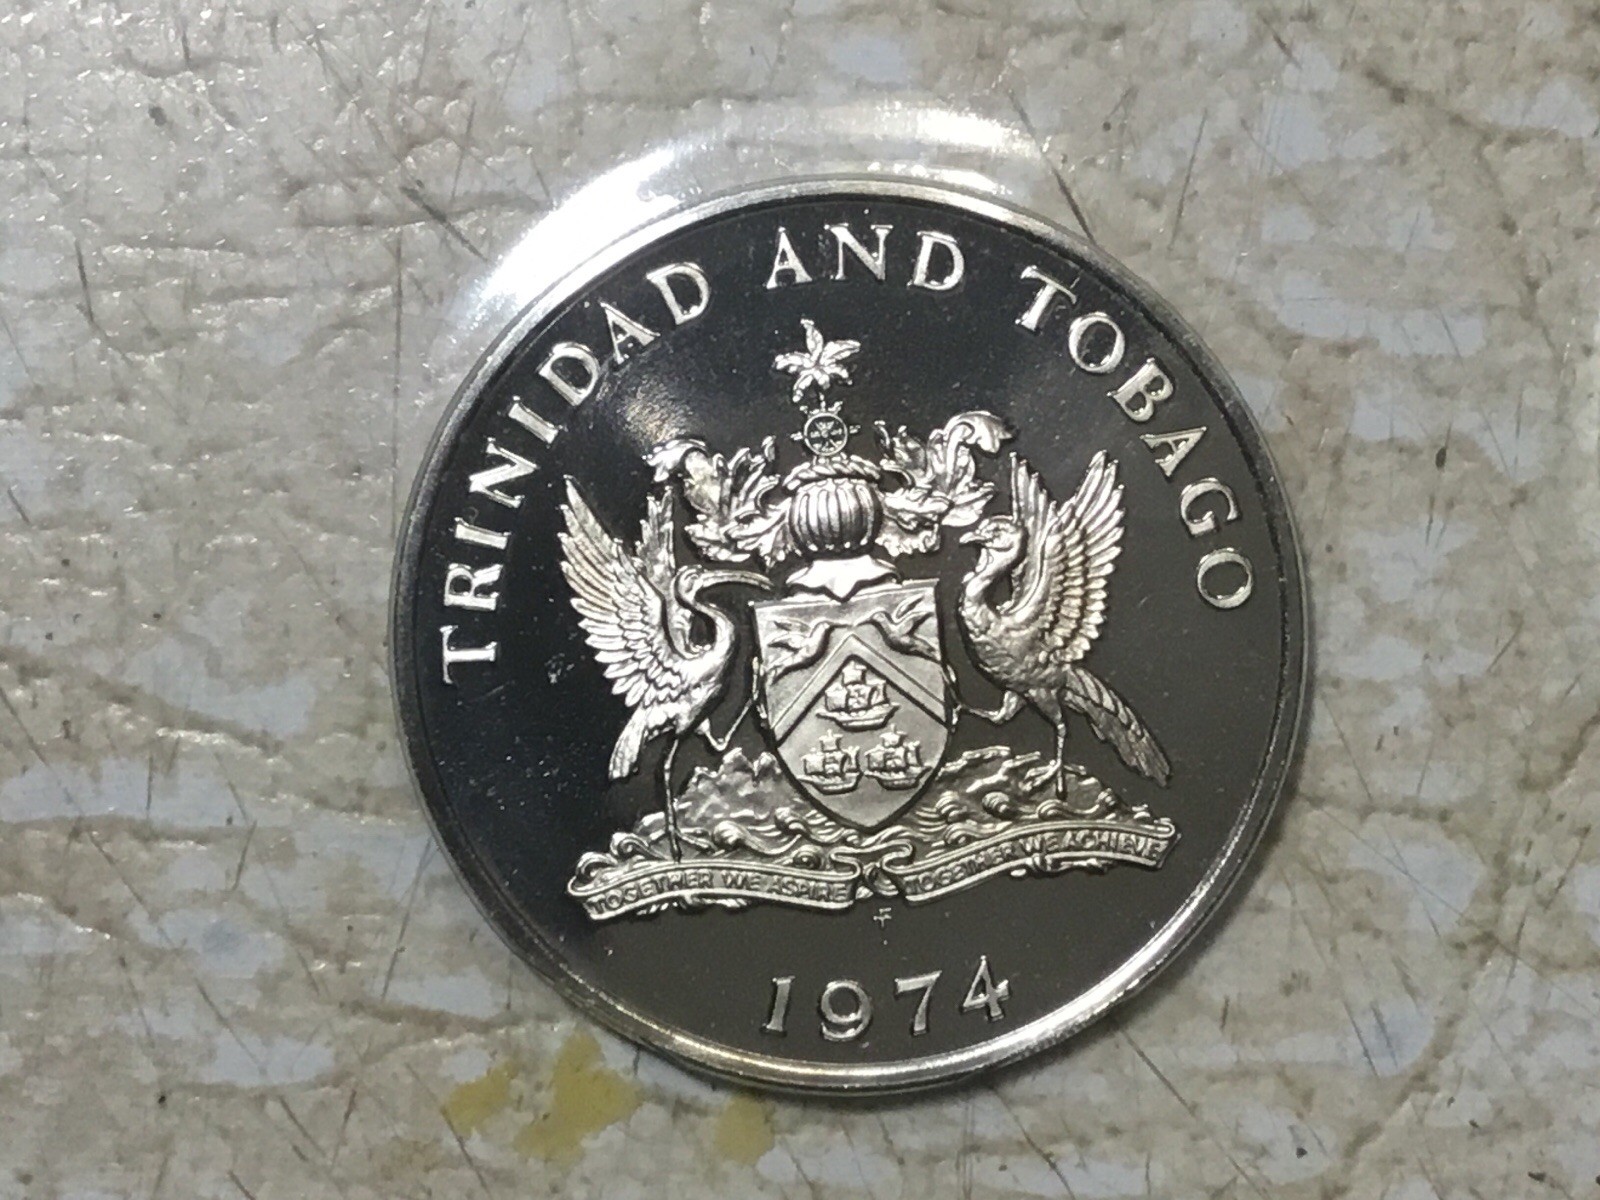 TRINIDAD AND TOBAGO
TOGETHER WE ASPIRE TOGETHER WE ACHIEVE
1974